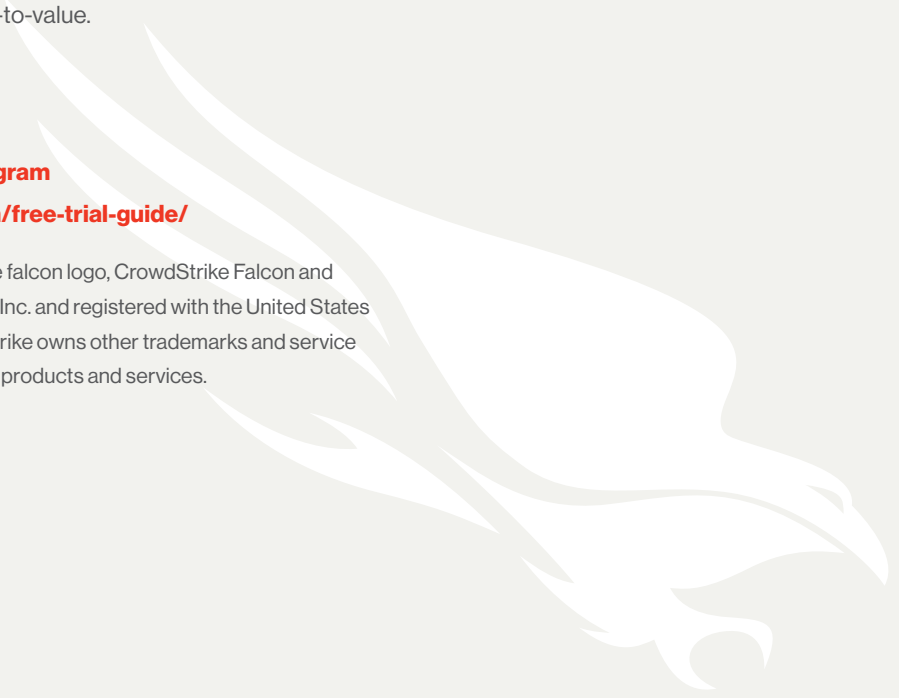 -to-value.
gram
/free-trial-guide/
falcon logo, CrowdStrike Falcon and
Inc. and registered with the United States
rike owns other trademarks and service
products and services.